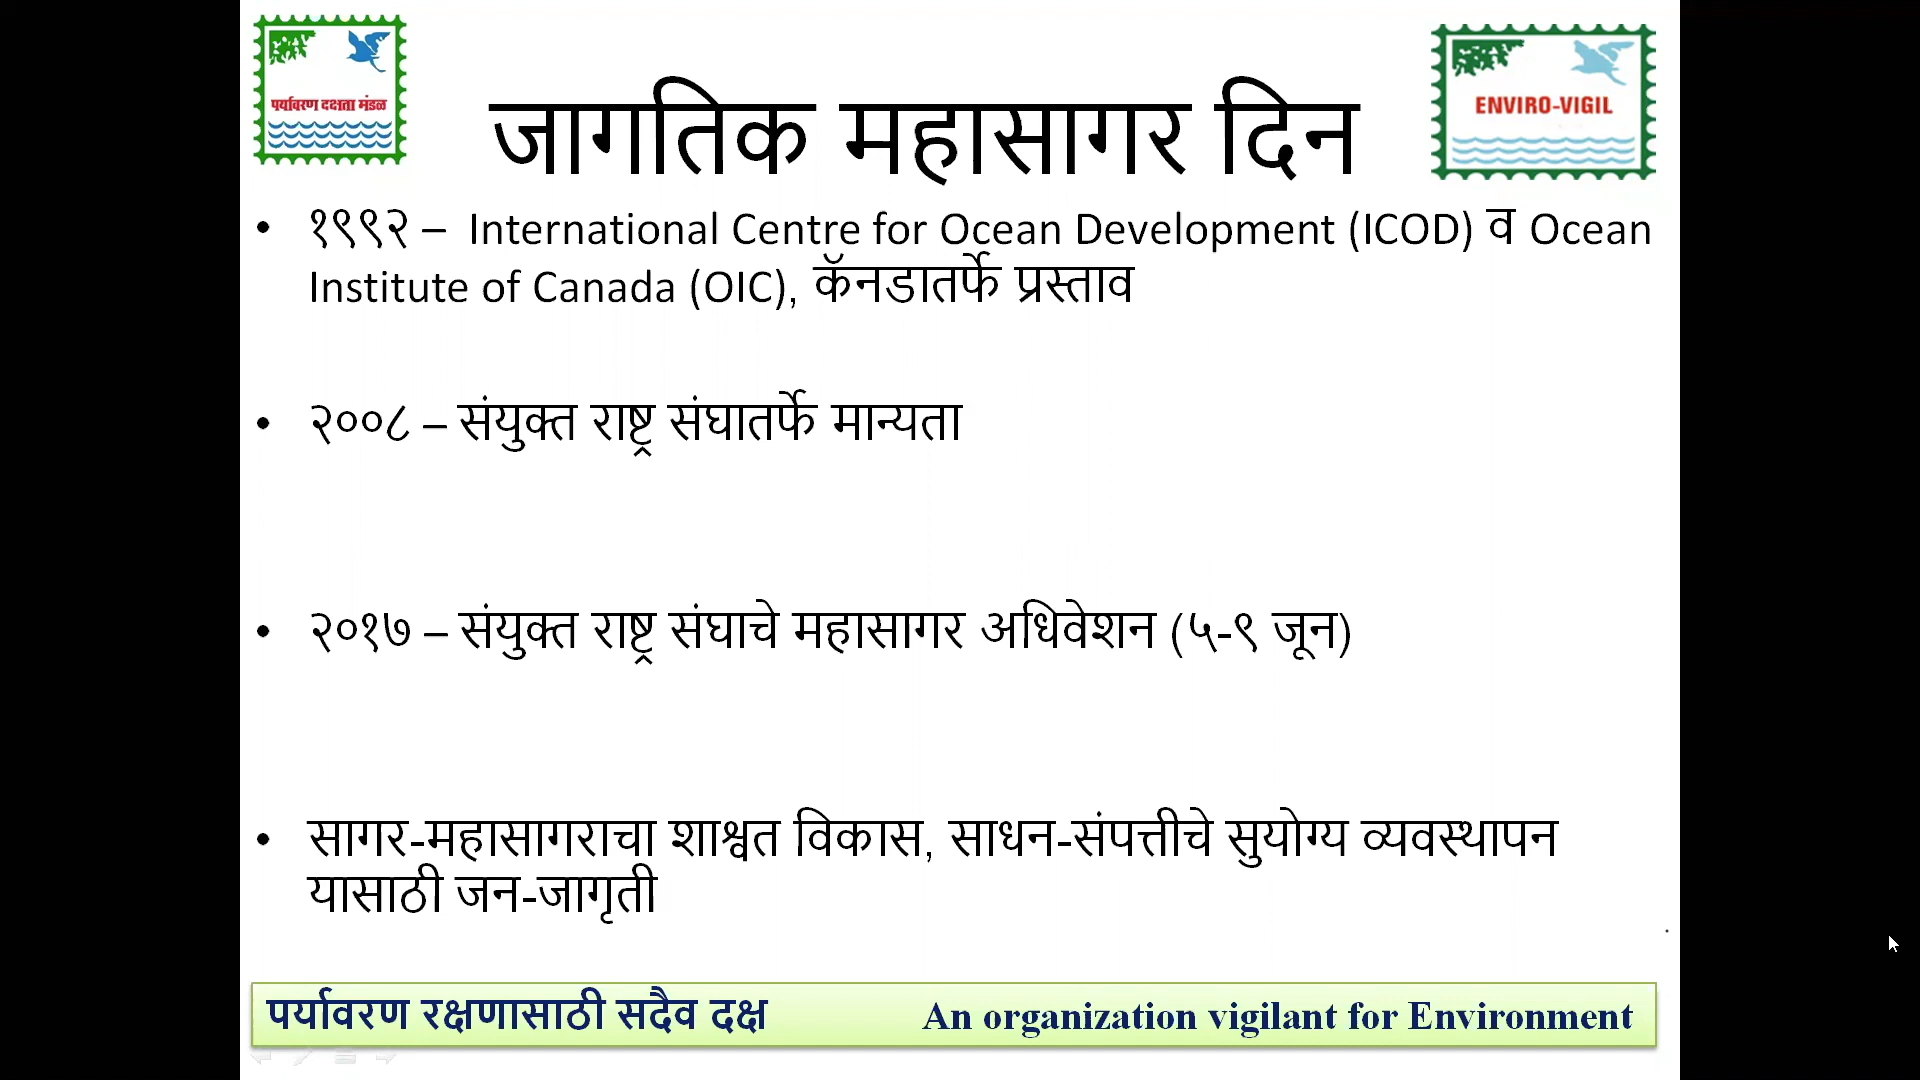 पर्यावरण दक्षता मंडळ
ENVIRO-VIGIL
जागतिक महासागर दिन
• १९९२ – International Centre for Ocean Development (ICOD) व Ocean
Institute of Canada (OIC), कॅनडातर्फे प्रस्ताव
• २००८ – संयुक्त राष्ट्र संघातर्फे मान्यता
• २०१७ – संयुक्त राष्ट्र संघाचे महासागर अधिवेशन (५-९ जून)
• सागर-महासागराचा शाश्वत विकास, साधन-संपत्तीचे सुयोग्य व्यवस्थापन
यासाठी जन-जागृती
पर्यावरण रक्षणासाठी सदैव दक्ष An organization vigilant for Environment